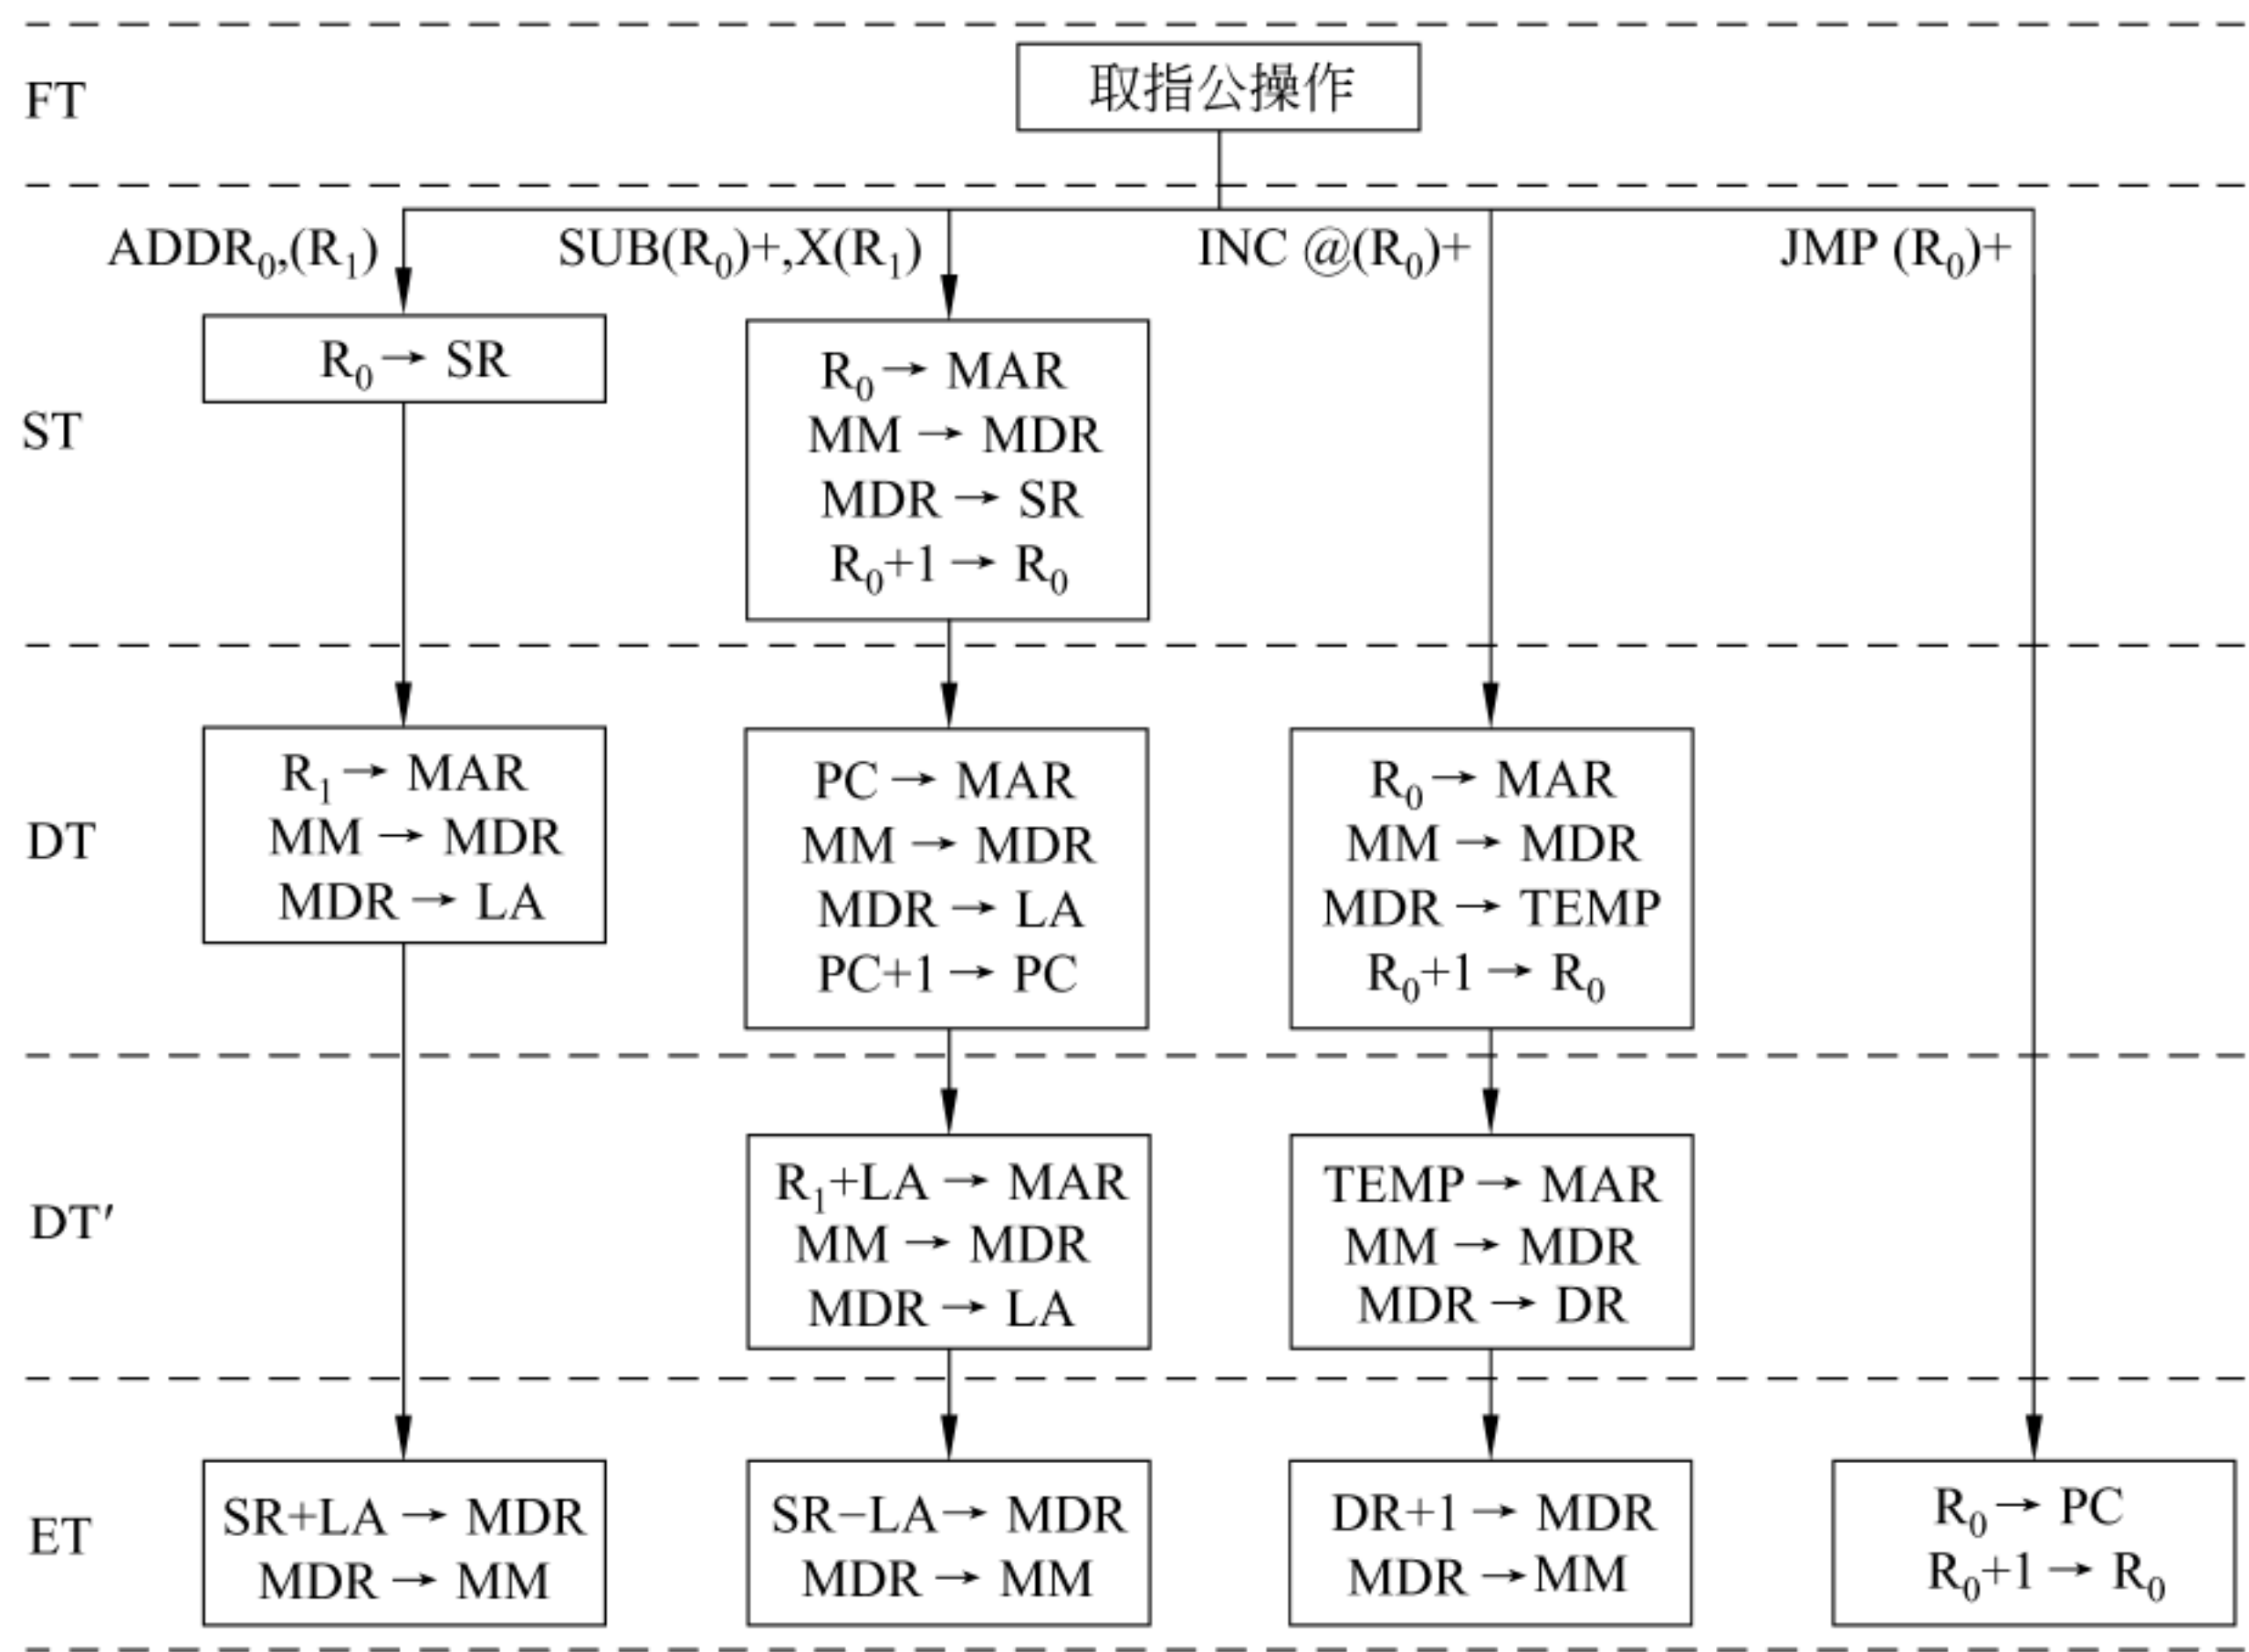 FT
取指公操作
ST
ADDR₀,(R₁)
SUB(R₀)+,X(R₁)
INC @(R₀)+
JMP (R₀)+
R₀→ SR
R₀→ MAR
MM → MDR
MDR → SR
R₀+1 → R₀
DT
R₁→ MAR
MM → MDR
MDR → LA
PC → MAR
MM → MDR
MDR → LA
PC+1 → PC
R₀→ MAR
MM → MDR
MDR → TEMP
R₀+1 → R₀
DT′
R₁+LA → MAR
MM → MDR
MDR → LA
TEMP → MAR
MM → MDR
MDR → DR
ET
SR+LA → MDR
MDR → MM
SR−LA→ MDR
MDR → MM
DR+1 → MDR
MDR →MM
R₀→ PC
R₀+1 → R₀